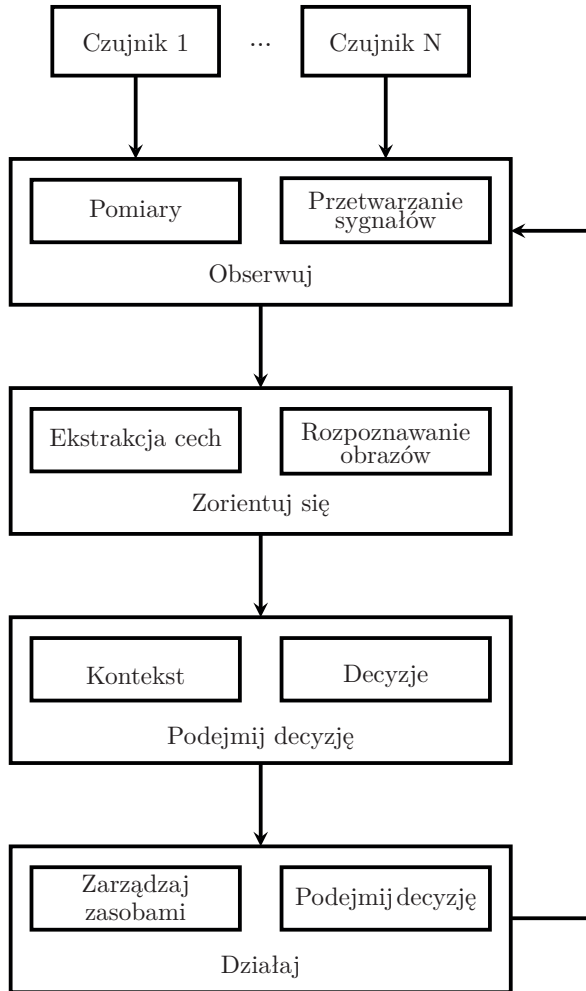 Czujnik 1
...
Czujnik N
Pomiary
Przetwarzanie
sygnałów
Obserwuj
Ekstrakcja cech
Rozpoznawanie
obrazów
Zorientuj się
Kontekst
Decyzje
Podejmij decyzję
Zarządzaj
zasobami
Podejmij decyzję
Działaj